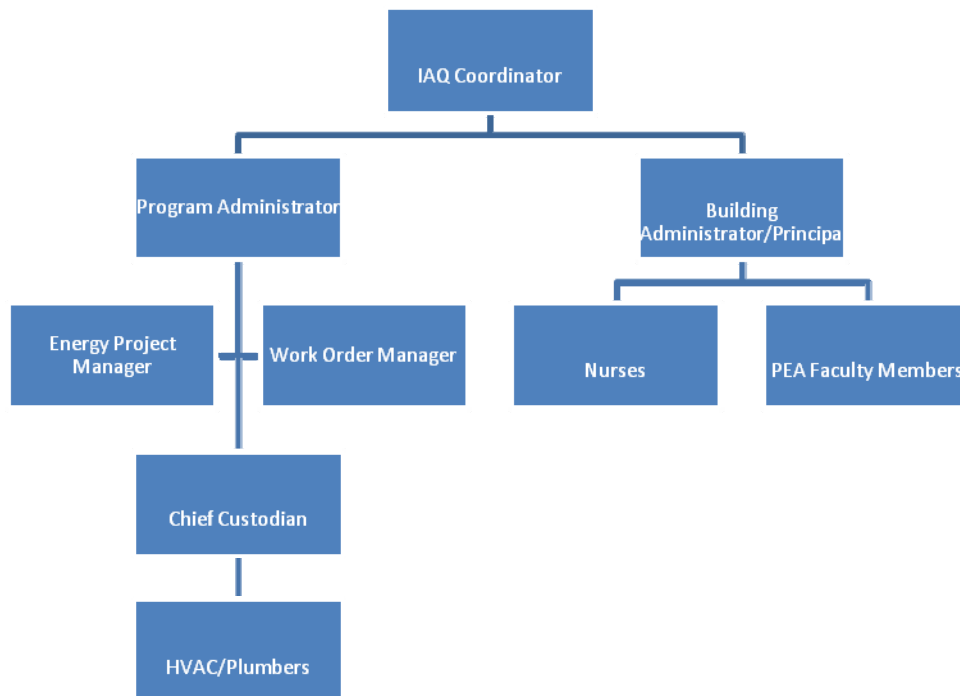 IAQ Coordinator
Program Administrator
Building
Administrator/Principa
Energy Project
Manager
Work Order Manager
Nurses
PEA Faculty Members
Chief Custodian
HVAC/Plumbers